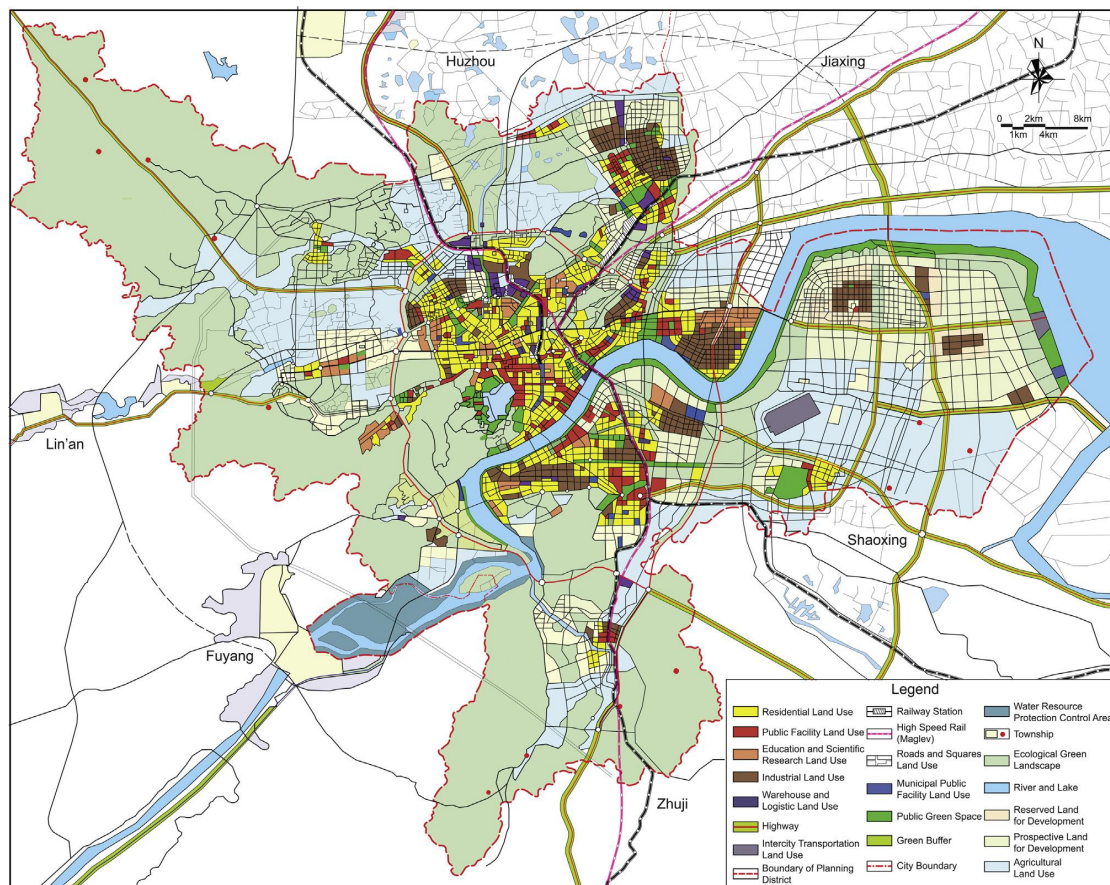 Huzhou
Jiaxing
N
0 2km 8km
1km 4km
Lin'an
Shaoxing
Fuyang
Zhuji
Legend
Residential Land Use
Public Facility Land Use
Education and Scientific
Research Land Use
Industrial Land Use
Warehouse and
Logistic Land Use
Highway
Intercity Transportation
Land Use
Boundary of Planning
District
Railway Station
High Speed Rail
(Maglev)
Roads and Squares
Land Use
Municipal Public
Facility Land Use
Public Green Space
Green Buffer
City Boundary
Water Resource
Protection Control Area
Township
Ecological Green
Landscape
River and Lake
Reserved Land
for Development
Prospective Land
for Development
Agricultural
Land Use